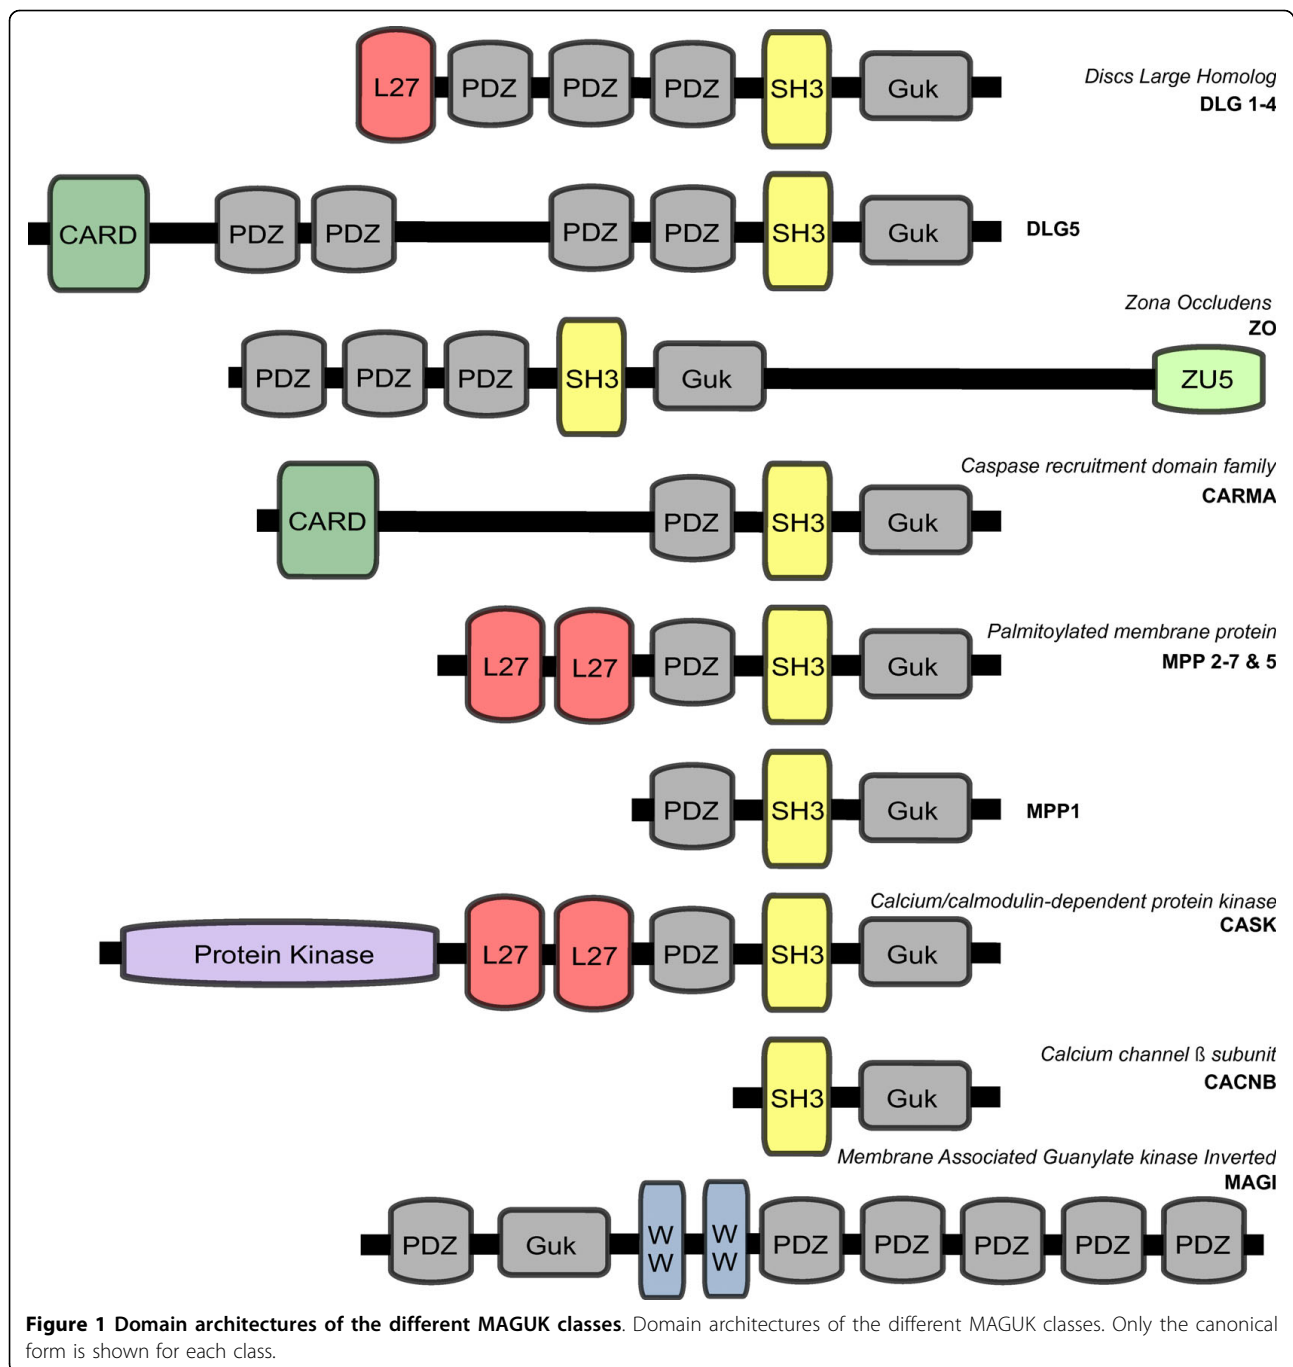 L27 PDZ PDZ PDZ SH3 Guk
Discs Large Homolog
DLG 1-4
CARD PDZ PDZ PDZ PDZ SH3 Guk
DLG5
Zona Occludens
ZO
PDZ PDZ PDZ SH3 Guk ZU5
Caspase recruitment domain family
CARMA
CARD PDZ SH3 Guk
Palmitoylated membrane protein
MPP 2-7 & 5
L27 L27 PDZ SH3 Guk
PDZ SH3 Guk
MPP1
Calcium/calmodulin-dependent protein kinase
CASK
Protein Kinase L27 L27 PDZ SH3 Guk
Calcium channel ß subunit
CACNB
SH3 Guk
Membrane Associated Guanylate kinase Inverted
MAGI
PDZ Guk W W W W PDZ PDZ PDZ PDZ PDZ
Figure 1 Domain architectures of the different MAGUK classes. Domain architectures of the different MAGUK classes. Only the canonical
form is shown for each class.